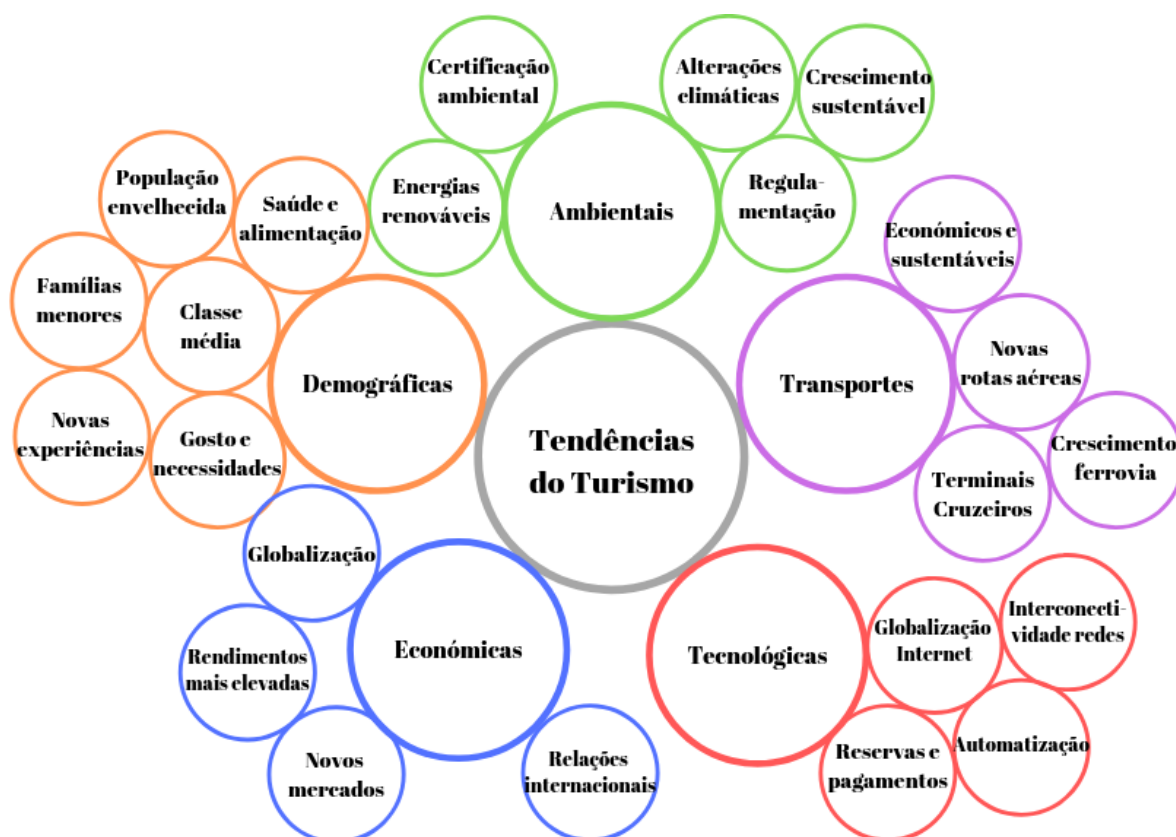 Tendências
do Turismo
Ambientais
Certificação
ambiental
Energias
renováveis
Alterações
climáticas
Crescimento
sustentável
Regula-
mentação
Transportes
Económicos e
sustentáveis
Novas
rotas aéreas
Crescimento
ferrovia
Terminais
Cruzeiros
Tecnológicas
Globalização
Internet
Interconecti-
vidade redes
Automatização
Reservas e
pagamentos
Económicas
Globalização
Rendimentos
mais elevadas
Novos
mercados
Relações
internacionais
Demográficas
População
envelhecida
Saúde e
alimentação
Famílias
menores
Classe
média
Novas
experiências
Gosto e
necessidades